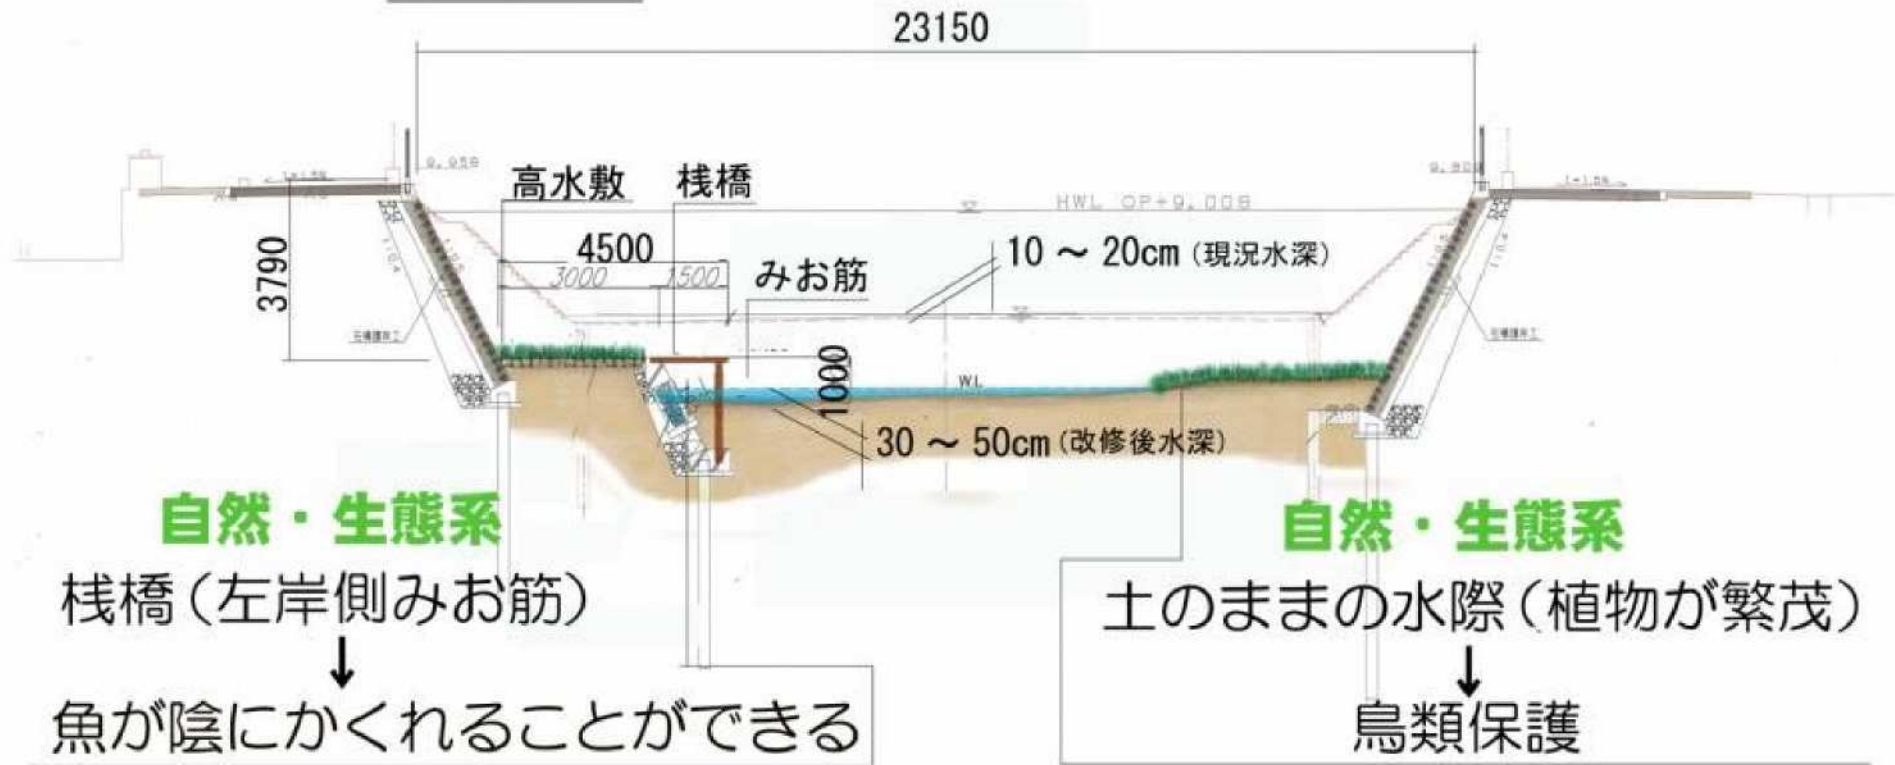 23150
9.058
9.808
高水敷
桟橋
HWL OP+9.008
3790
4500
3000
1500
みお筋
10 ～ 20cm (現況水深)
1000
W.L
30 ～ 50cm (改修後水深)
自然・生態系
桟橋(左岸側みお筋)
↓
魚が陰にかくれることができる
自然・生態系
土のままの水際(植物が繁茂)
↓
鳥類保護